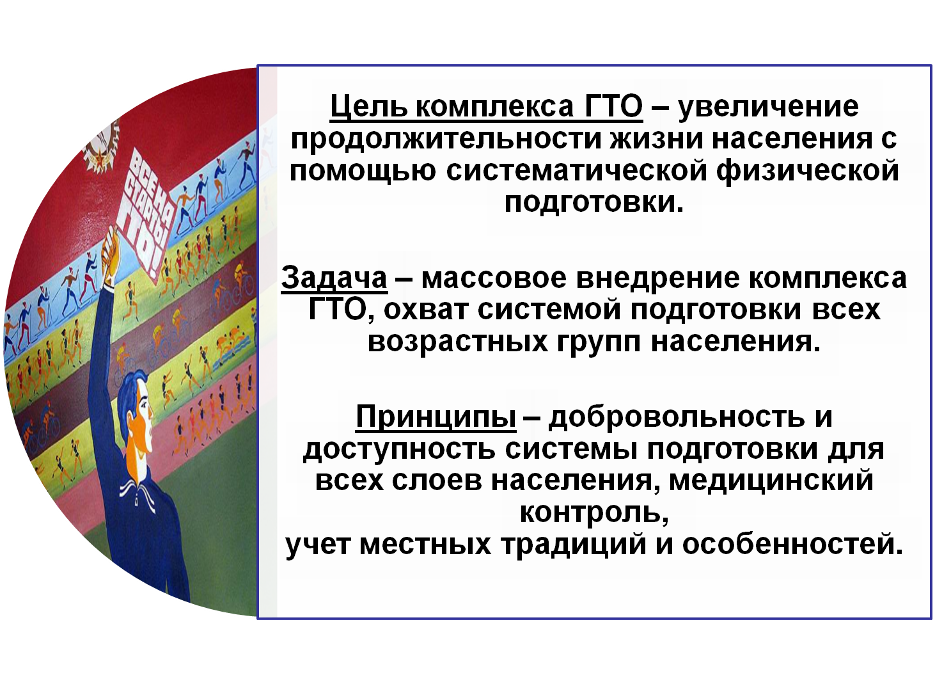 ВСЕ НА
СТАРТЫ
ГТО!
Цель комплекса ГТО – увеличение
продолжительности жизни населения с
помощью систематической физической
подготовки.
Задача – массовое внедрение комплекса
ГТО, охват системой подготовки всех
возрастных групп населения.
Принципы – добровольность и
доступность системы подготовки для
всех слоев населения, медицинский
контроль,
учет местных традиций и особенностей.